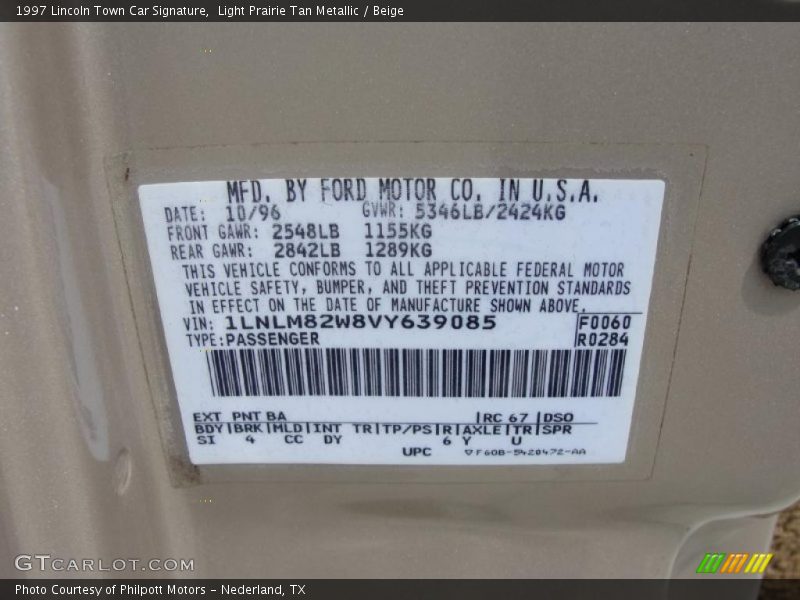 1997 Lincoln Town Car Signature,  Light Prairie Tan Metallic / Beige
MFD. BY FORD MOTOR CO. IN U.S.A.
DATE: 10/96 GVWR: 5346LB/2424KG
FRONT GAWR: 2548LB 1155KG
REAR GAWR: 2842LB 1289KG
THIS VEHICLE CONFORMS TO ALL APPLICABLE FEDERAL MOTOR
VEHICLE SAFETY, BUMPER, AND THEFT PREVENTION STANDARDS
IN EFFECT ON THE DATE OF MANUFACTURE SHOWN ABOVE.
VIN: 1LNLM82W8VY639085 F0060
TYPE: PASSENGER R0284
EXT PNT BA |RC 67 |DSO
BDY|BRK|MLD|INT TR|TP/PS|R|AXLE|TR|SPR
SI 4 CC DY 6 Y U
UPC ▽F60B-5420472-AA
GTCARLOT.COM
Photo Courtesy of Philpott Motors - Nederland, TX